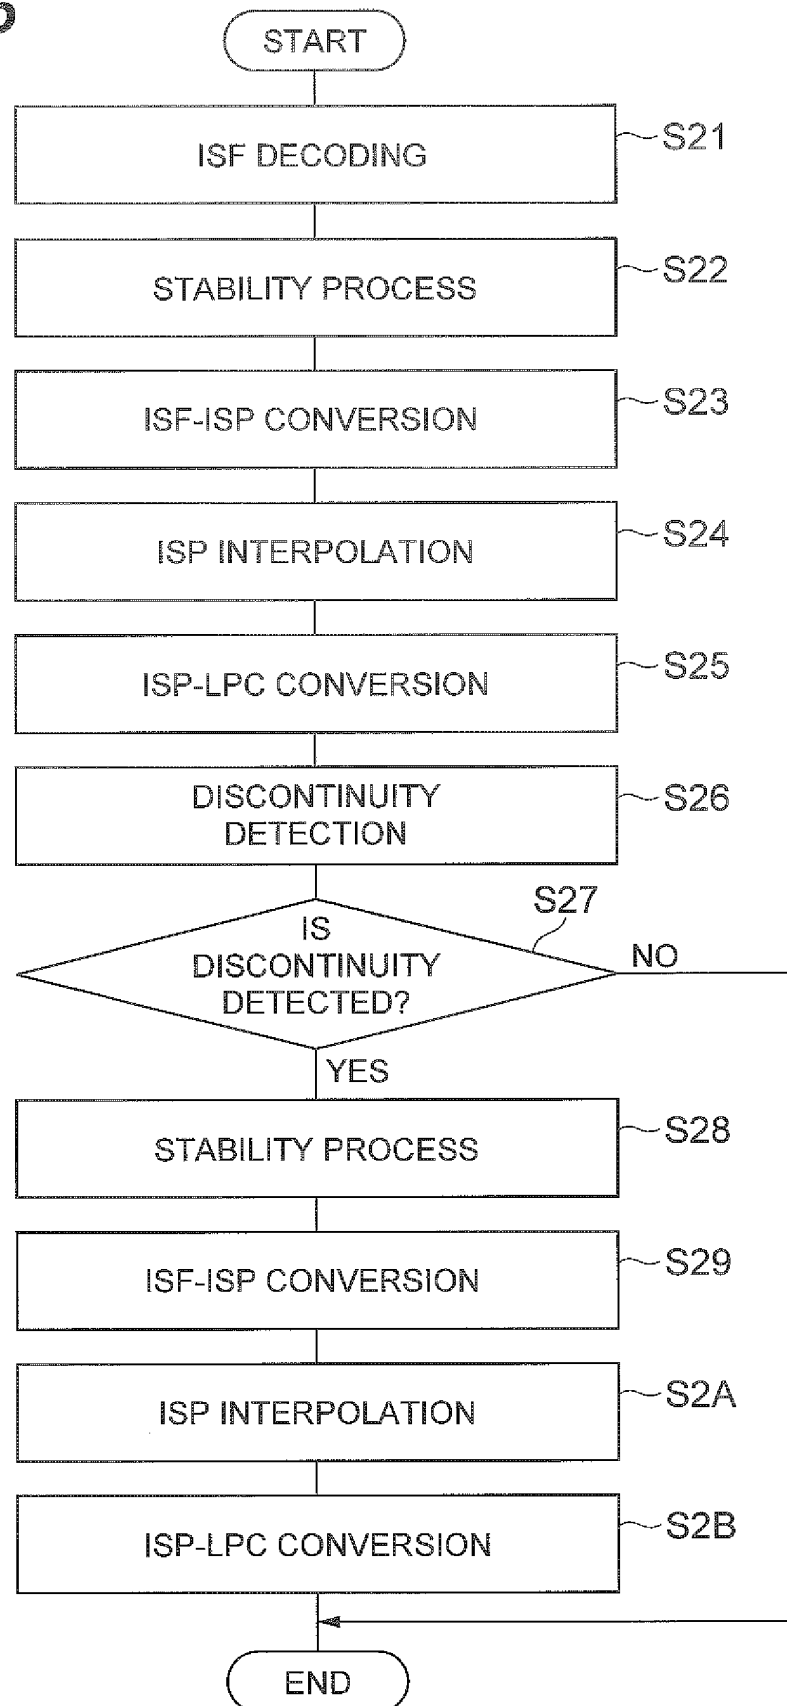 START
ISF DECODING
S21
STABILITY PROCESS
S22
ISF-ISP CONVERSION
S23
ISP INTERPOLATION
S24
ISP-LPC CONVERSION
S25
DISCONTINUITY
DETECTION
S26
S27
IS
DISCONTINUITY
DETECTED?
NO
YES
STABILITY PROCESS
S28
ISF-ISP CONVERSION
S29
ISP INTERPOLATION
S2A
ISP-LPC CONVERSION
S2B
END